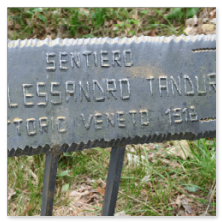 SENTIERO
LESSANDRO TANDUR
TTORIO VENETO 1918